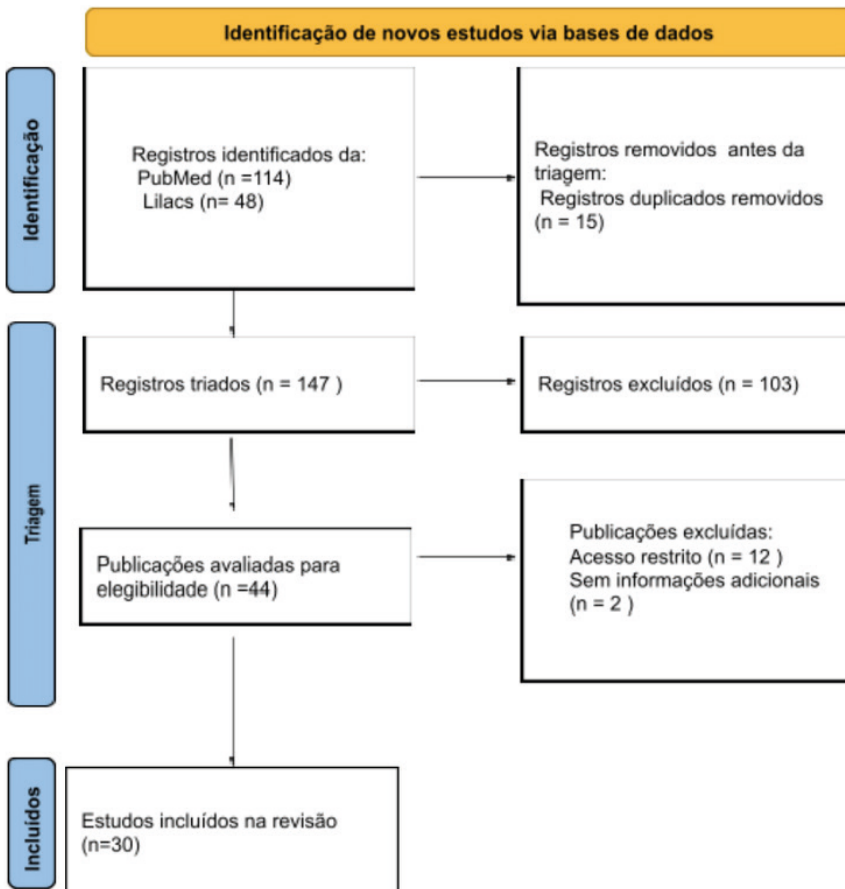 Identificação de novos estudos via bases de dados
Identificação
Registros identificados da:
PubMed (n =114)
Lilacs (n= 48)
Registros removidos antes da
triagem:
Registros duplicados removidos
(n = 15)
Triagem
Registros triados (n = 147 )
Registros excluídos (n = 103)
Publicações avaliadas para
elegibilidade (n =44)
Publicações excluídas:
Acesso restrito (n = 12 )
Sem informações adicionais
(n = 2 )
Incluídos
Estudos incluídos na revisão
(n=30)